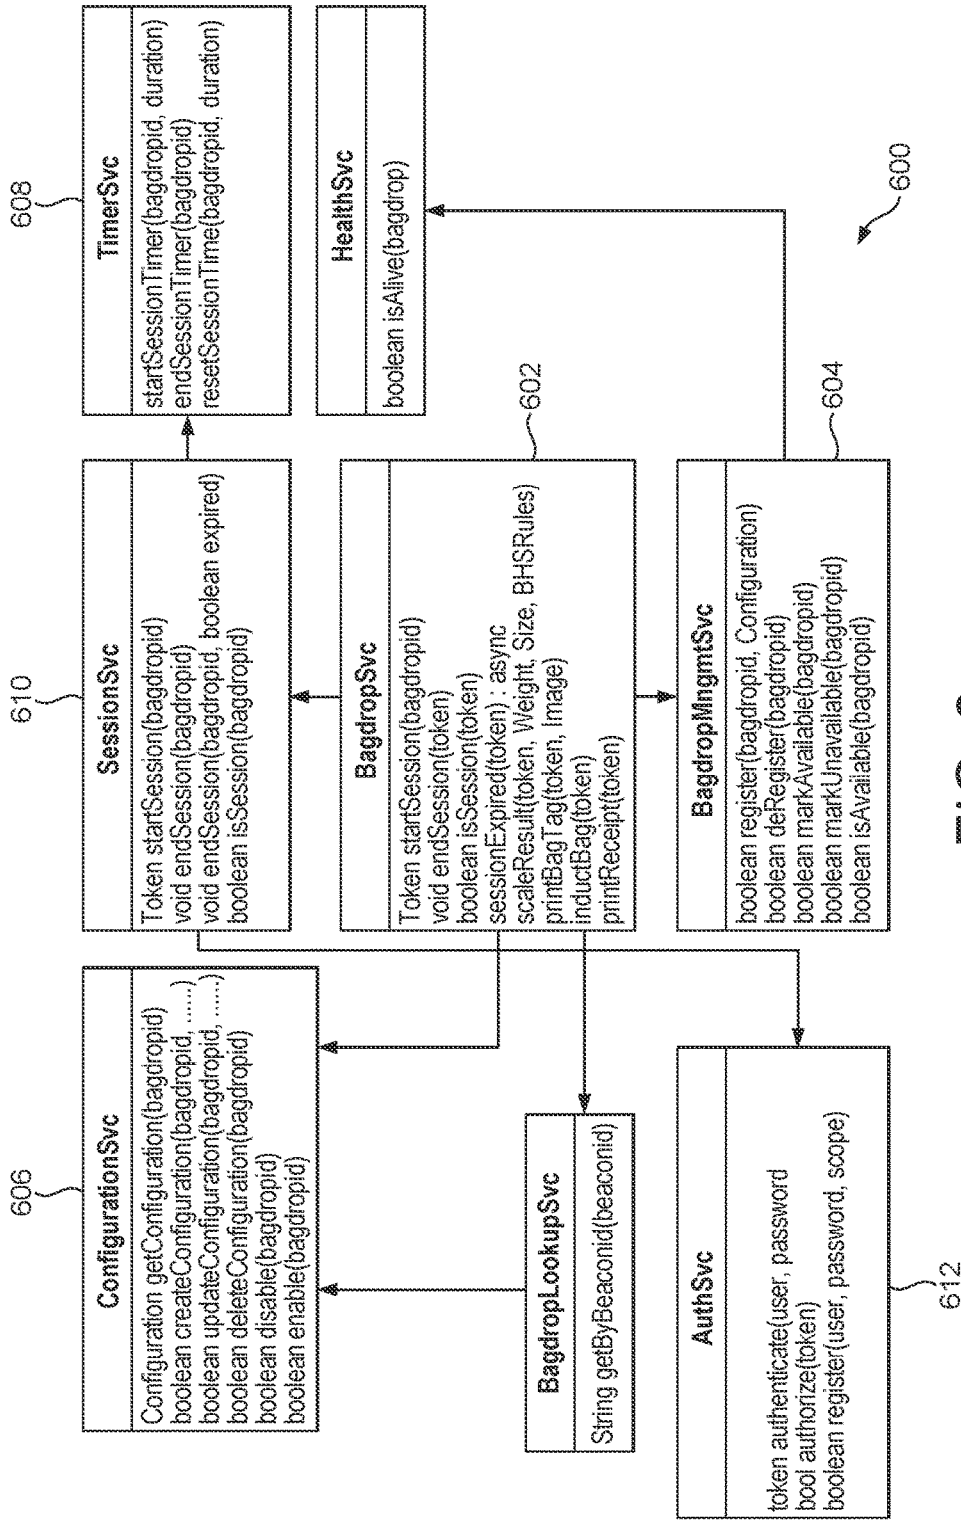 606
ConfigurationSvc
Configuration getConfiguration(bagdropid)
boolean createConfiguration(bagdropid, ......)
boolean updateConfiguration(bagdropid, ......)
boolean deleteConfiguration(bagdropid)
boolean disable(bagdropid)
boolean enable(bagdropid)
610
SessionSvc
Token startSession(bagdropid)
void endSession(bagdropid)
void endSession(bagdropid, boolean expired)
boolean isSession(bagdropid)
608
TimerSvc
startSessionTimer(bagdropid, duration)
endSessionTimer(bagdropid)
resetSessionTime(bagdropid, duration)
BagdropLookupSvc
String getByBeaconid(beaconid)
BagdropSvc
Token startSession(bagdropid)
void endSession(token)
boolean isSession(token)
sessionExpired(token) : async
scaleResult(token, Weight, Size, BHSRules)
printBagTag(token, Image)
inductBag(token)
printReceipt(token)
602
HealthSvc
boolean isAlive(bagdrop)
AuthSvc
token authenticate(user, password
bool authorize(token)
boolean register(user, password, scope)
612
BagdropMngmtSvc
boolean register(bagdropid, Configuration)
boolean deRegister(bagdropid)
boolean markAvailable(bagdropid)
boolean markUnavailable(bagdropid)
boolean isAvailable(bagdropid)
604
600